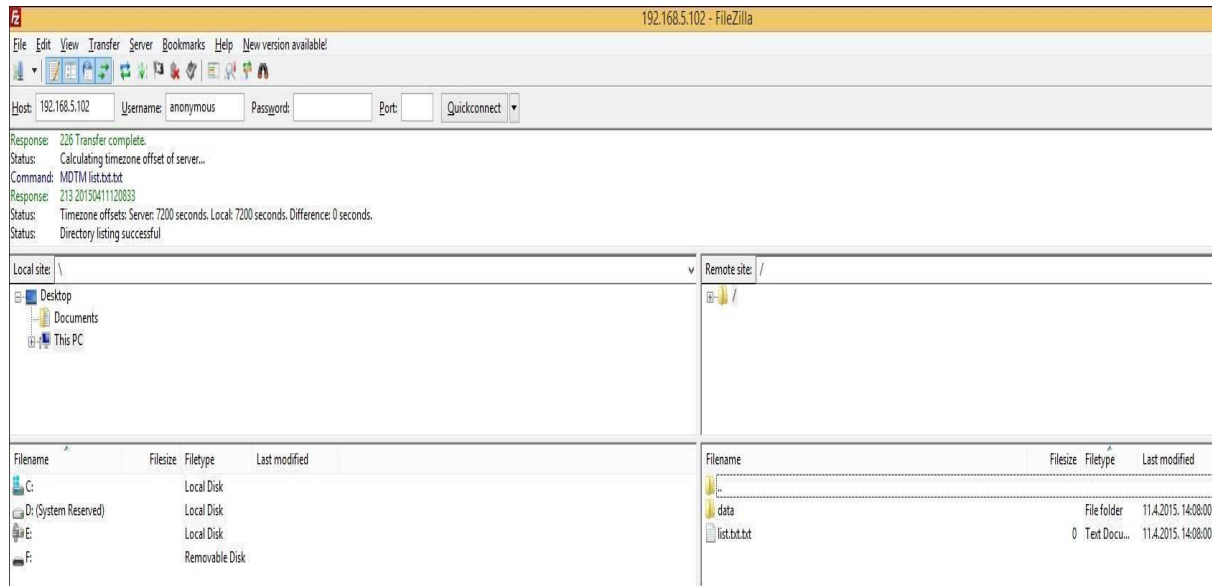 Fz
192.168.5.102 - FileZilla
File Edit View Transfer Server Bookmarks Help New version available!
Host: 192.168.5.102 Username: anonymous Password: Port: Quickconnect
Response: 226 Transfer complete.
Status: Calculating timezone offset of server...
Command: MDTM list.txt.txt
Response: 213 20150411120833
Status: Timezone offsets: Server: 7200 seconds. Local: 7200 seconds. Difference: 0 seconds.
Status: Directory listing successful
Local site: \
Desktop
Documents
This PC
Remote site: /
/
Filename Filesize Filetype Last modified
C: Local Disk
D: (System Reserved) Local Disk
E: Local Disk
F: Removable Disk
Filename Filesize Filetype Last modified
..
data File folder 11.4.2015. 14:08:00
list.txt.txt 0 Text Docu... 11.4.2015. 14:08:00